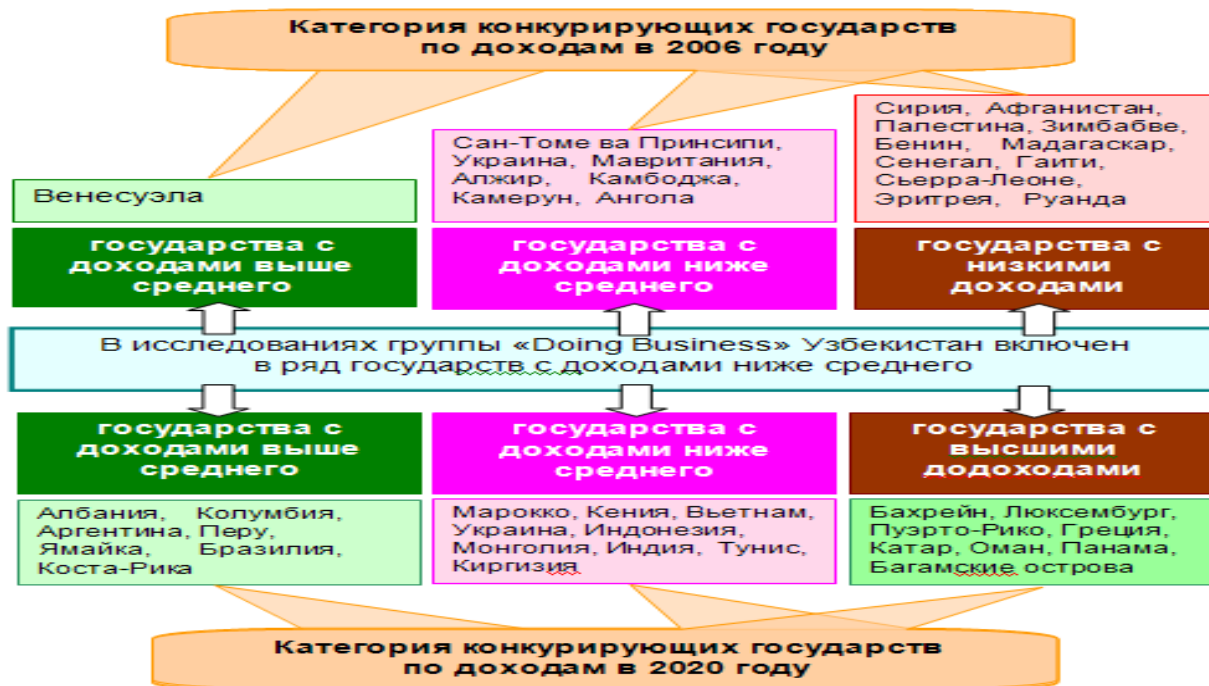 Категория конкурирующих государств
по доходам в 2006 году
Венесуэла
Сан-Томе ва Принсипи,
Украина, Мавритания,
Алжир, Камбоджа,
Камерун, Ангола
Сирия, Афганистан,
Палестина, Зимбабве,
Бенин, Мадагаскар,
Сенегал, Гаити,
Сьерра-Леоне,
Эритрея, Руанда
государства с
доходами выше
среднего
государства с
доходами ниже
среднего
государства с
низкими
доходами
В исследованиях группы «Doing Business» Узбекистан включен
в ряд государств с доходами ниже среднего
государства с
доходами выше
среднего
государства с
доходами ниже
среднего
государства с
высшими
додоходами
Албания, Колумбия,
Аргентина, Перу,
Ямайка, Бразилия,
Коста-Рика
Марокко, Кения, Вьетнам,
Украина, Индонезия,
Монголия, Индия, Тунис,
Киргизия
Бахрейн, Люксембург,
Пуэрто-Рико, Греция,
Катар, Оман, Панама,
Багамские острова
Категория конкурирующих государств
по доходам в 2020 году